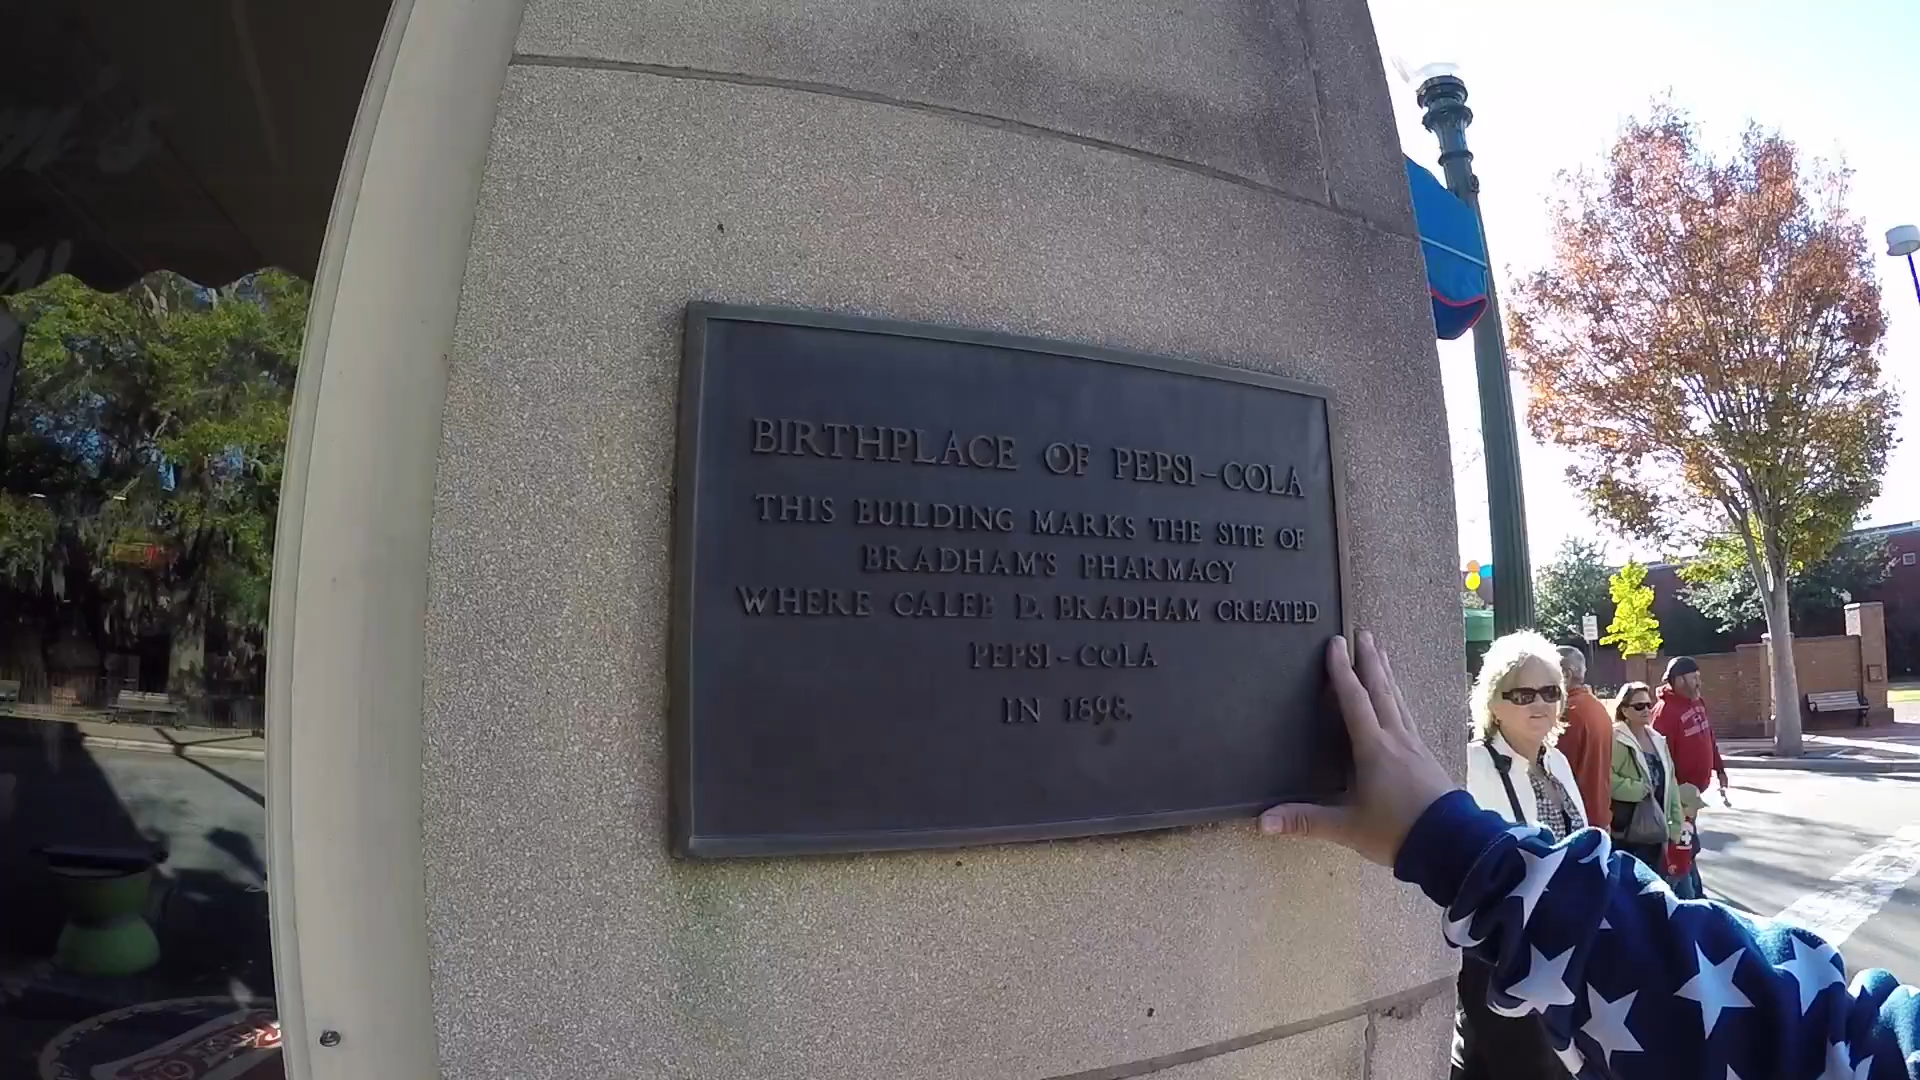 BIRTHPLACE OF PEPSI-COLA
THIS BUILDING MARKS THE SITE OF
BRADHAM'S PHARMACY
WHERE CALEB D. BRADHAM CREATED
PEPSI-COLA
IN 1898.